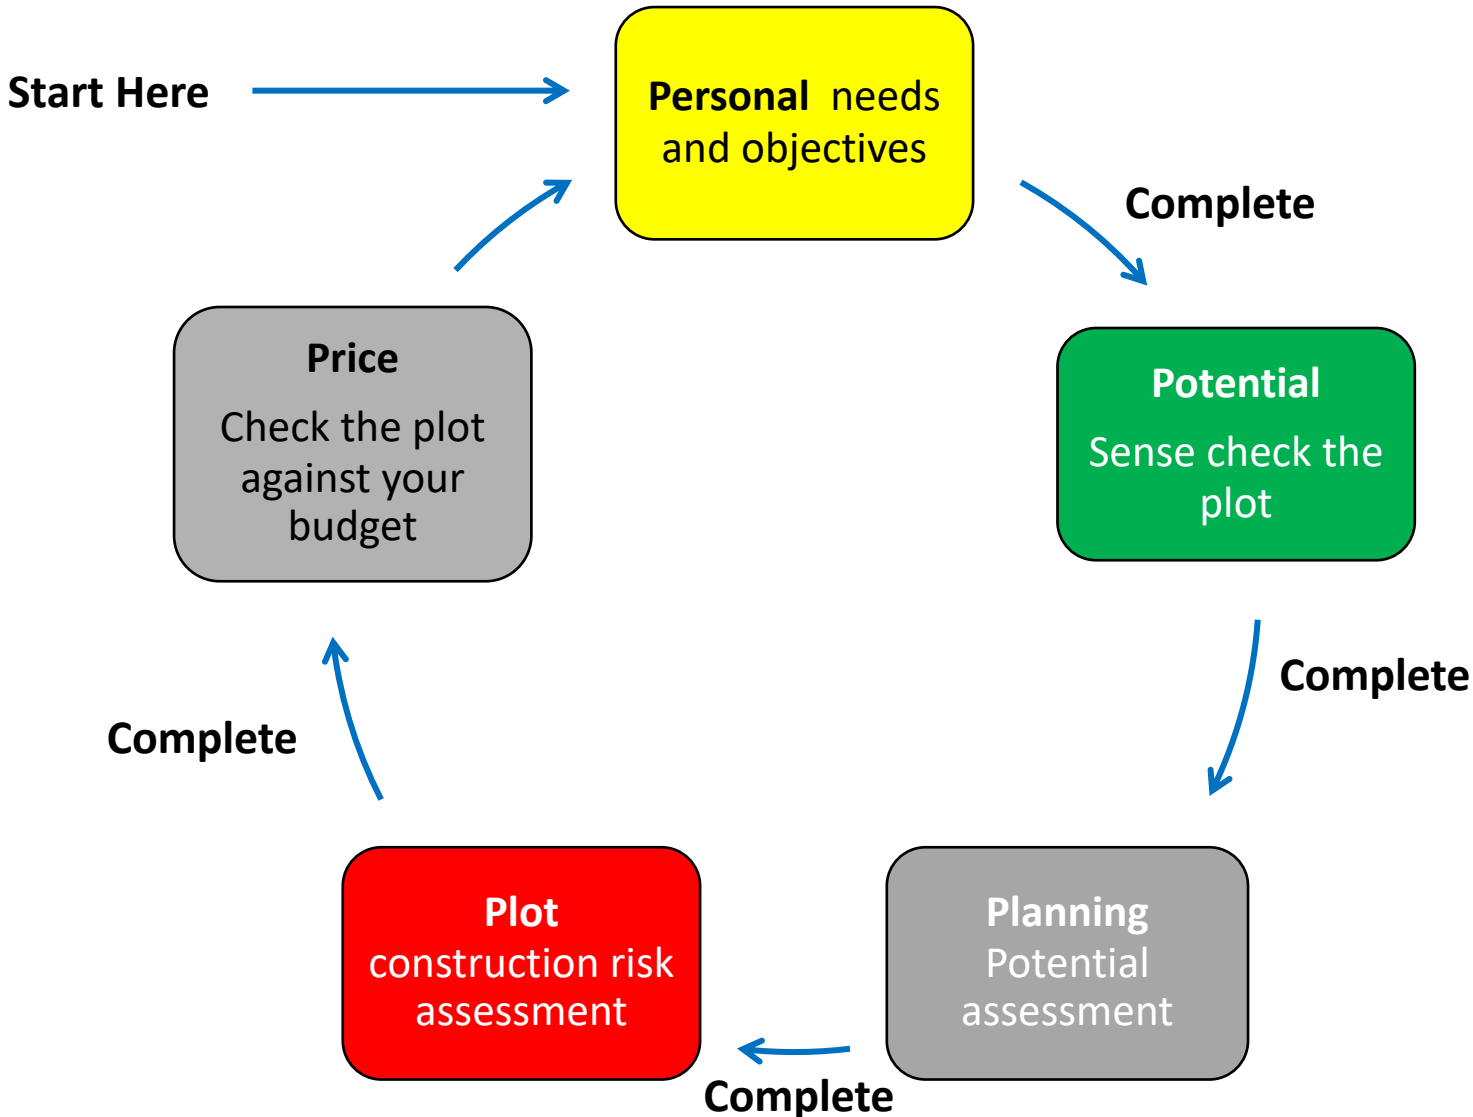 Start Here
Personal needs
and objectives
Complete
Potential
Sense check the
plot
Complete
Planning
Potential
assessment
Complete
Plot
construction risk
assessment
Complete
Price
Check the plot
against your
budget